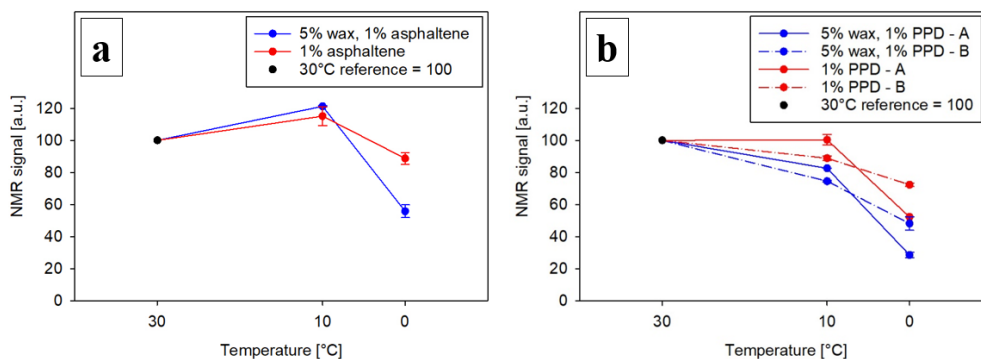 a
5% wax, 1% asphaltene
1% asphaltene
30°C reference = 100
NMR signal [a.u.]
120
100
80
60
40
20
0
30
10
0
Temperature [°C]
b
5% wax, 1% PPD - A
5% wax, 1% PPD - B
1% PPD - A
1% PPD - B
30°C reference = 100
NMR signal [a.u.]
120
100
80
60
40
20
0
30
10
0
Temperature [°C]